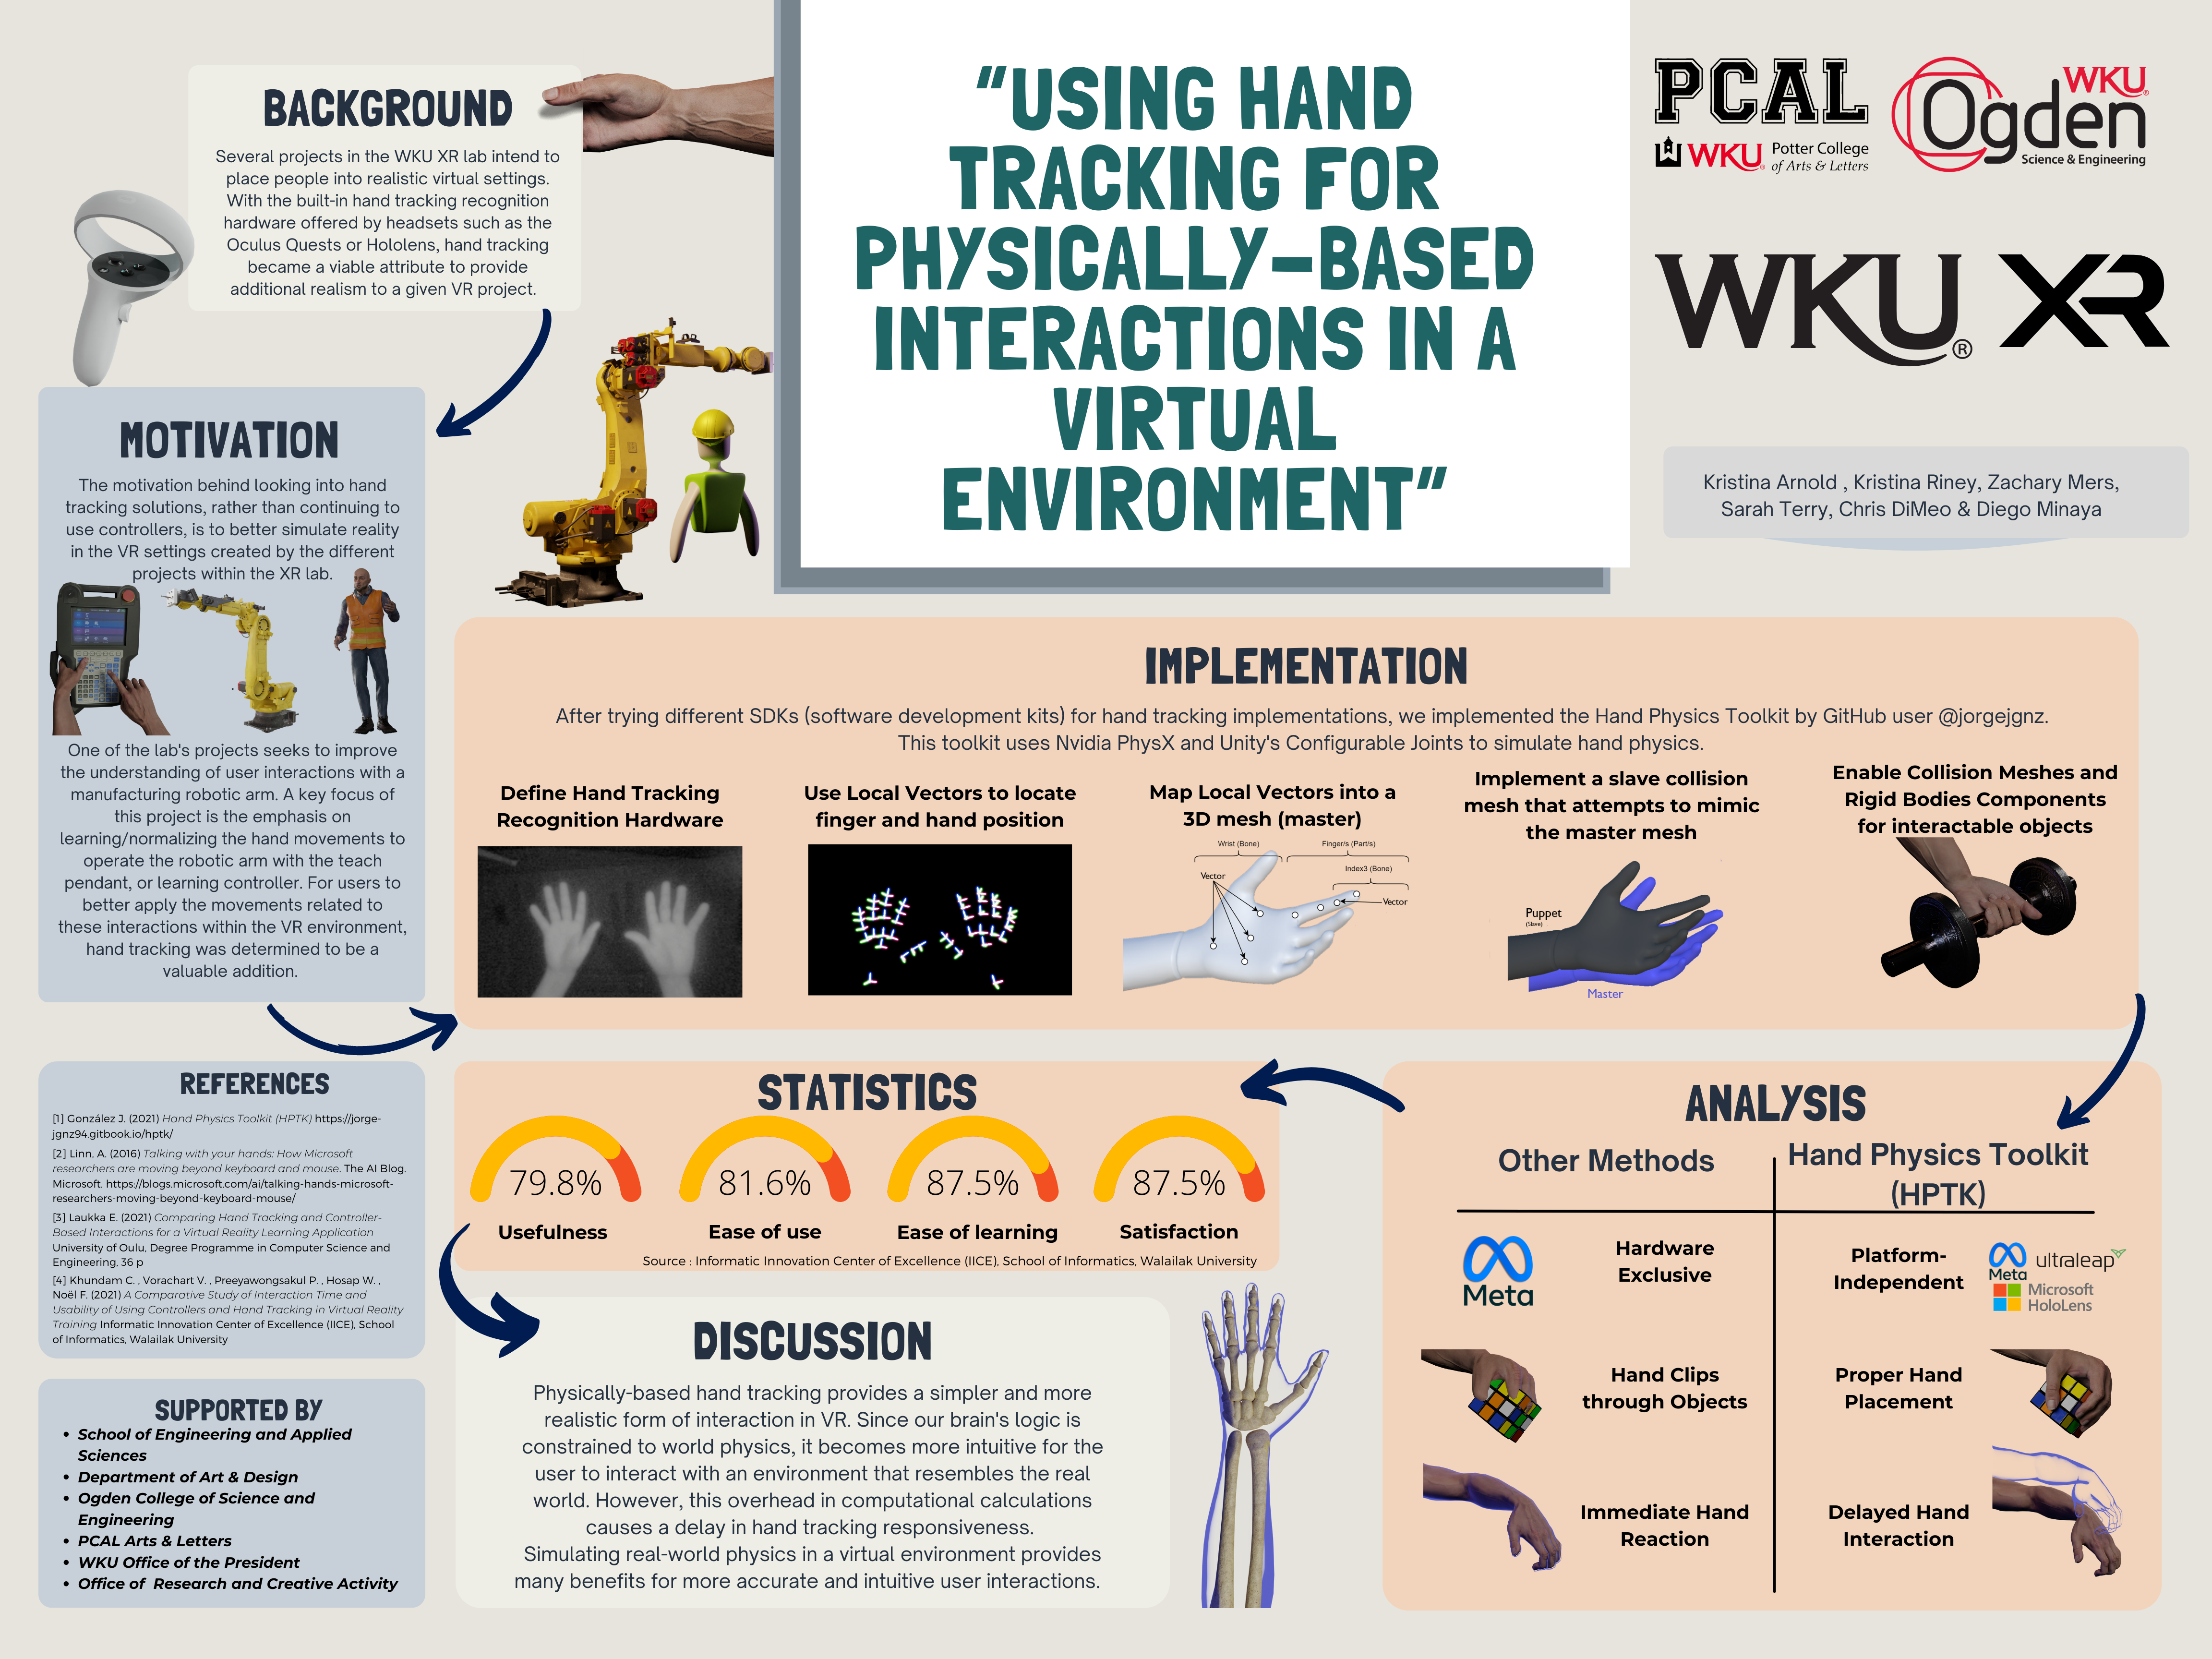 BACKGROUND
Several projects in the WKU XR lab intend to
place people into realistic virtual settings.
With the built-in hand tracking recognition
hardware offered by headsets such as the
Oculus Quests or Hololens, hand tracking
became a viable attribute to provide
additional realism to a given VR project.
"USING HAND
TRACKING FOR
PHYSICALLY-BASED
INTERACTIONS IN A
VIRTUAL
ENVIRONMENT"
PCAL
WKU® Potter College
of Arts & Letters
WKU®
Ogden
Science & Engineering
WKU® XR
Kristina Arnold , Kristina Riney, Zachary Mers,
Sarah Terry, Chris DiMeo & Diego Minaya
MOTIVATION
The motivation behind looking into hand
tracking solutions, rather than continuing to
use controllers, is to better simulate reality
in the VR settings created by the different
projects within the XR lab.
One of the lab's projects seeks to improve
the understanding of user interactions with a
manufacturing robotic arm. A key focus of
this project is the emphasis on
learning/normalizing the hand movements to
operate the robotic arm with the teach
pendant, or learning controller. For users to
better apply the movements related to
these interactions within the VR environment,
hand tracking was determined to be a
valuable addition.
IMPLEMENTATION
After trying different SDKs (software development kits) for hand tracking implementations, we implemented the Hand Physics Toolkit by GitHub user @jorgejgnz.
This toolkit uses Nvidia PhysX and Unity's Configurable Joints to simulate hand physics.
Define Hand Tracking
Recognition Hardware
Use Local Vectors to locate
finger and hand position
Map Local Vectors into a
3D mesh (master)
Wrist (Bone)
Finger/s (Part/s)
Index3 (Bone)
Vector
Vector
Implement a slave collision
mesh that attempts to mimic
the master mesh
Puppet
(Slave)
Master
Enable Collision Meshes and
Rigid Bodies Components
for interactable objects
REFERENCES
[1] González J. (2021) Hand Physics Toolkit (HPTK) https://jorge-
jgnz94.gitbook.io/hptk/
[2] Linn, A. (2016) Talking with your hands: How Microsoft
researchers are moving beyond keyboard and mouse. The AI Blog.
Microsoft. https://blogs.microsoft.com/ai/talking-hands-microsoft-
researchers-moving-beyond-keyboard-mouse/
[3] Laukka E. (2021) Comparing Hand Tracking and Controller-
Based Interactions for a Virtual Reality Learning Application
University of Oulu, Degree Programme in Computer Science and
Engineering, 36 p
[4] Khundam C. , Vorachart V. , Preeyawongsakul P. , Hosap W. ,
Noël F. (2021) A Comparative Study of Interaction Time and
Usability of Using Controllers and Hand Tracking in Virtual Reality
Training Informatic Innovation Center of Excellence (IICE), School
of Informatics, Walailak University
SUPPORTED BY
• School of Engineering and Applied
Sciences
• Department of Art & Design
• Ogden College of Science and
Engineering
• PCAL Arts & Letters
• WKU Office of the President
• Office of Research and Creative Activity
STATISTICS
79.8% 81.6% 87.5% 87.5%
Usefulness Ease of use Ease of learning Satisfaction
Source : Informatic Innovation Center of Excellence (IICE), School of Informatics, Walailak University
DISCUSSION
Physically-based hand tracking provides a simpler and more
realistic form of interaction in VR. Since our brain's logic is
constrained to world physics, it becomes more intuitive for the
user to interact with an environment that resembles the real
world. However, this overhead in computational calculations
causes a delay in hand tracking responsiveness.
Simulating real-world physics in a virtual environment provides
many benefits for more accurate and intuitive user interactions.
ANALYSIS
Other Methods
Hand Physics Toolkit
(HPTK)
Meta
Hardware
Exclusive
Platform-
Independent
Meta
ultraleap
Microsoft
HoloLens
Hand Clips
through Objects
Proper Hand
Placement
Immediate Hand
Reaction
Delayed Hand
Interaction